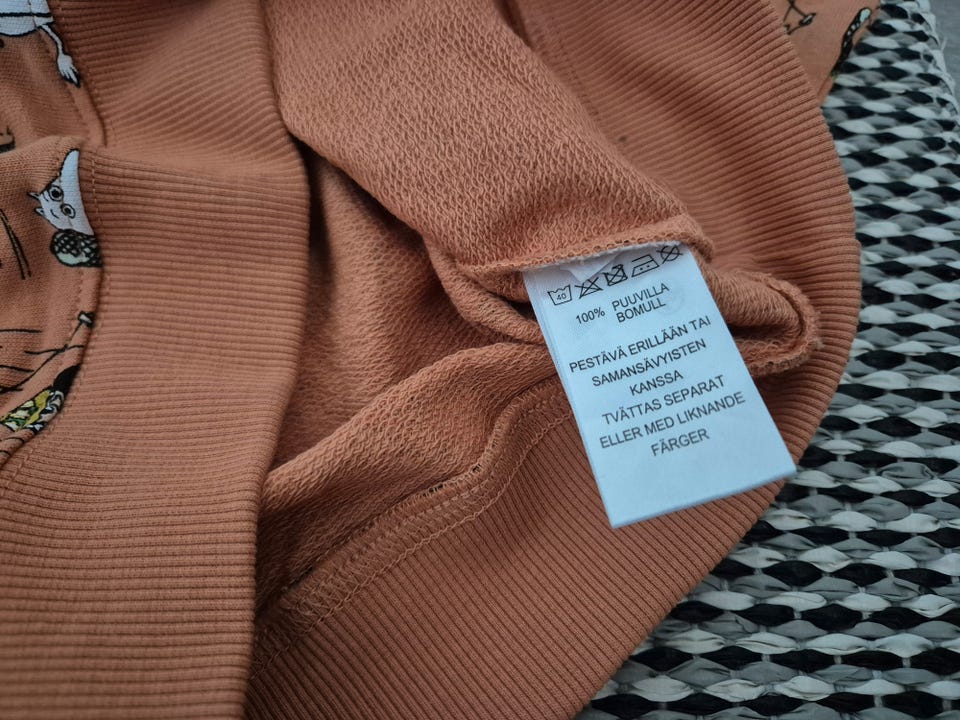 40
100% PUUVILLA
BOMULL
PESTÄVÄ ERILLÄÄN TAI
SAMANSÄVYISTEN
KANSSA
TVÄTTAS SEPARAT
ELLER MED LIKNANDE
FÄRGER